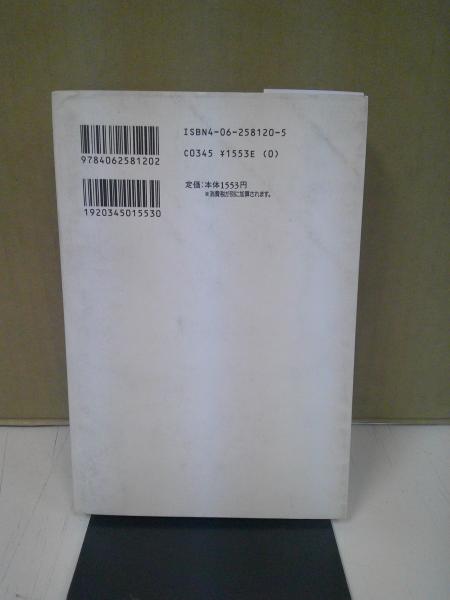 ISBN4-06-258120-5
9784062581202
C0345 ¥1553E (0)
定価:本体1553円
※消費税が別に加算されます。
1920345015530